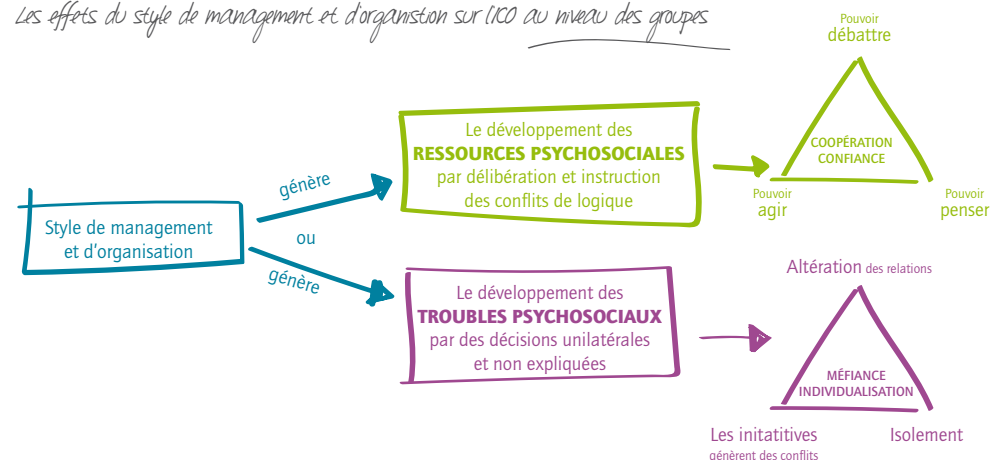 Les effets du style de management et d'organistion sur l'ICO au niveau des groupes
Pouvoir
débattre
Le développement des
RESSOURCES PSYCHOSOCIALES
par délibération et instruction
des conflits de logique
COOPÉRATION
CONFIANCE
Pouvoir
agir
Pouvoir
penser
génère
Style de management
et d'organisation
ou
génère
Altération des relations
Le développement des
TROUBLES PSYCHOSOCIAUX
par des décisions unilatérales
et non expliquées
MÉFIANCE
INDIVIDUALISATION
Les initatitives
génèrent des conflits
Isolement